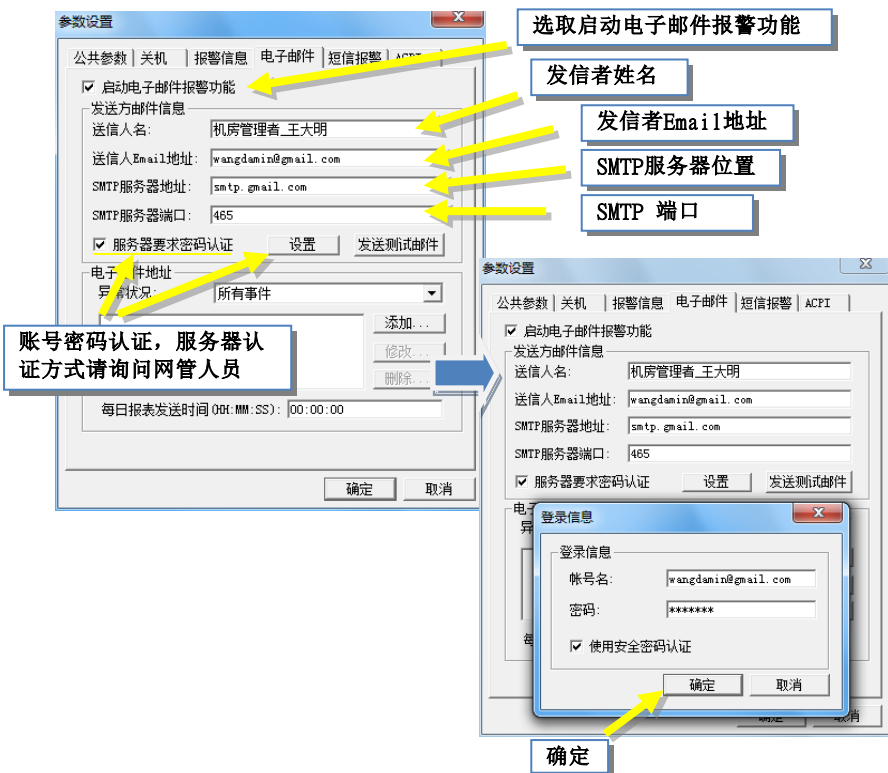 参数设置
选取启动电子邮件报警功能
公共参数 关机 报警信息 电子邮件 短信报警 ACPI
启动电子邮件报警功能
发信者姓名
发送方邮件信息
送信人名: 机房管理者_王大明
发信者Email地址
送信人Email地址: wangdamin@gmail.com
SMTP服务器位置
SMTP服务器地址: smtp.gmail.com
SMTP服务器端口: 465
SMTP 端口
服务器要求密码认证 设置 发送测试邮件
电子邮件地址
异常状况: 所有事件
添加...
修改...
删除...
账号密码认证，服务器认
证方式请询问网管人员
每日报表发送时间(HH:MM:SS): 00:00:00
确定 取消
参数设置
公共参数 关机 报警信息 电子邮件 短信报警 ACPI
启动电子邮件报警功能
发送方邮件信息
送信人名: 机房管理者_王大明
送信人Email地址: wangdamin@gmail.com
SMTP服务器地址: smtp.gmail.com
SMTP服务器端口: 465
服务器要求密码认证 设置 发送测试邮件
登录信息
登录信息
帐号名: wangdamin@gmail.com
密码: *******
使用安全密码认证
确定 取消
确定